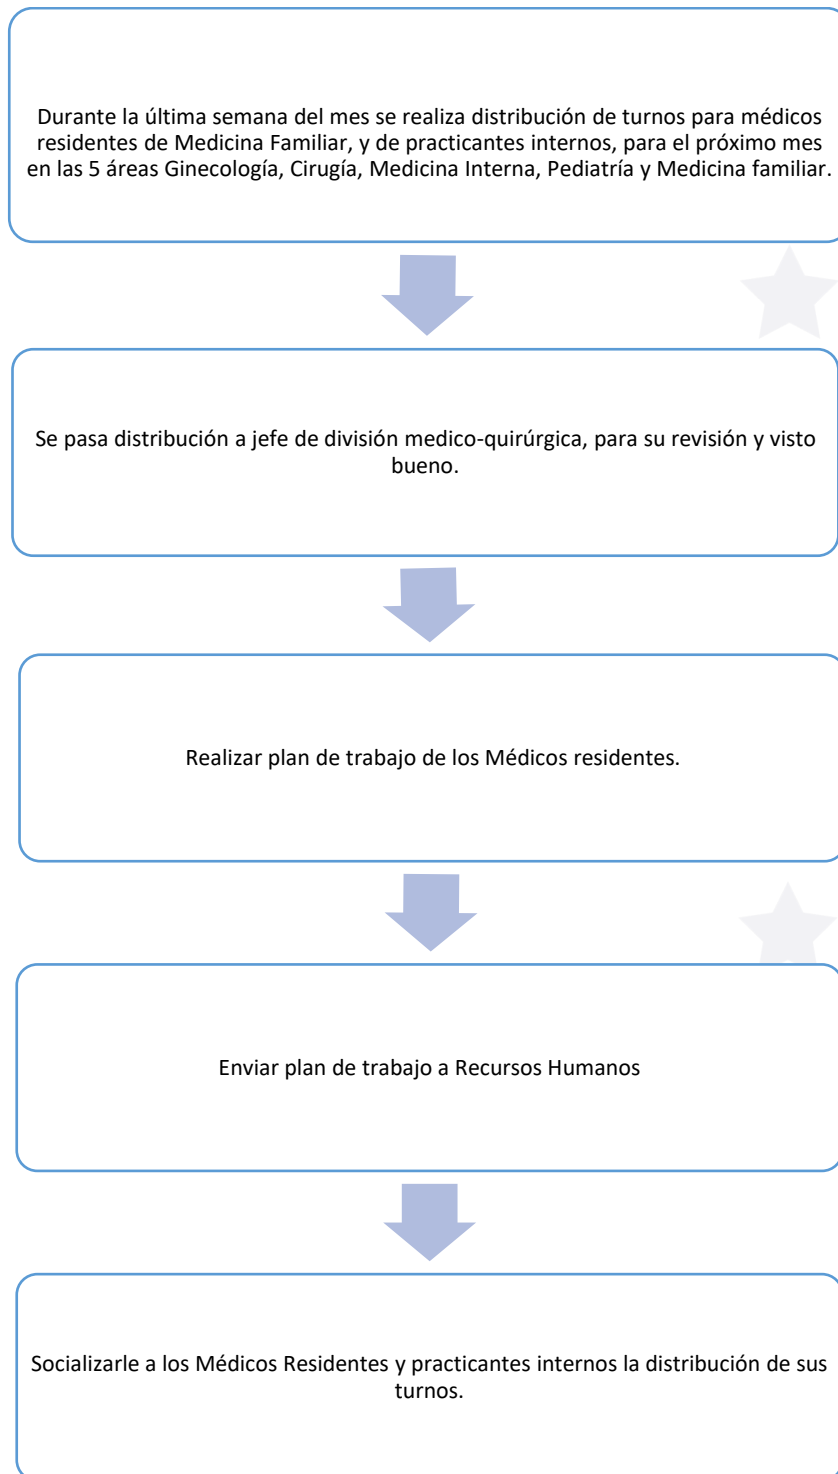 Durante la última semana del mes se realiza distribución de turnos para médicos
residentes de Medicina Familiar, y de practicantes internos, para el próximo mes
en las 5 áreas Ginecología, Cirugía, Medicina Interna, Pediatría y Medicina familiar.
Se pasa distribución a jefe de división medico-quirúrgica, para su revisión y visto
bueno.
Realizar plan de trabajo de los Médicos residentes.
Enviar plan de trabajo a Recursos Humanos
Socializarle a los Médicos Residentes y practicantes internos la distribución de sus
turnos.